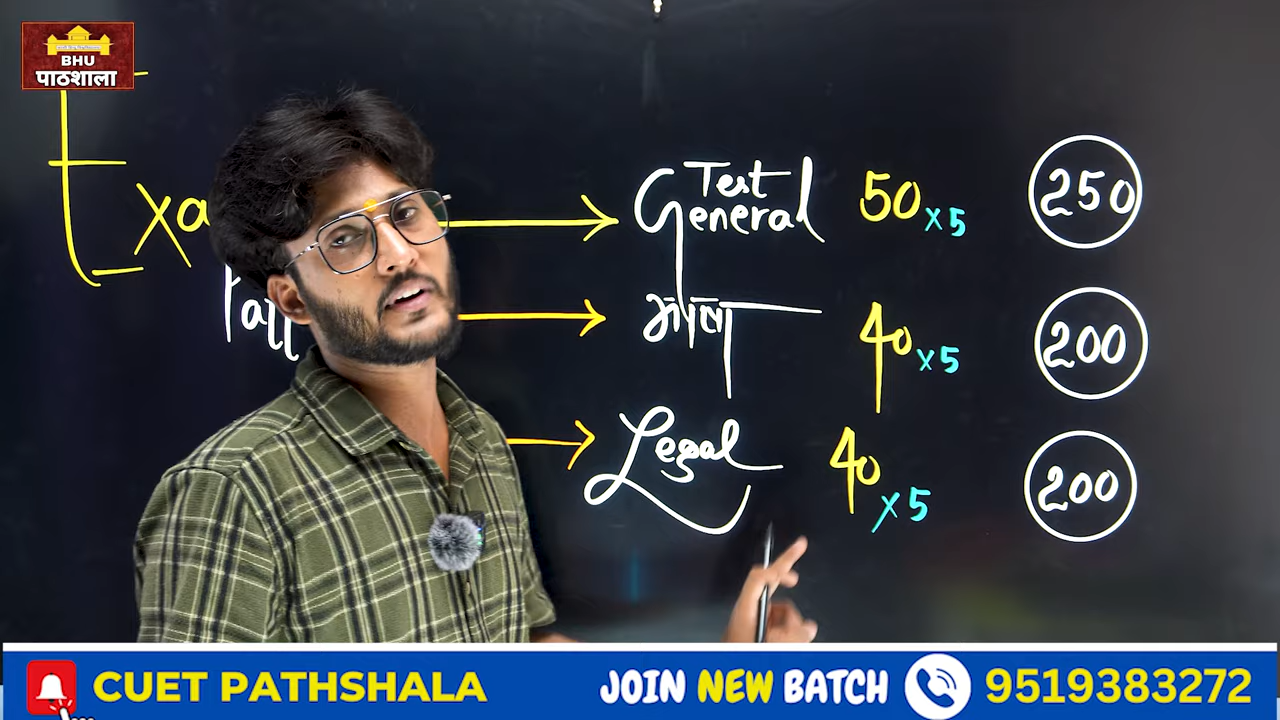 BHU
पाठशाला
Exa
General Test 50 x5 250
भाषा 40 x5 200
Legal 40 x5 200
CUET PATHSHALA JOIN NEW BATCH 9519383272